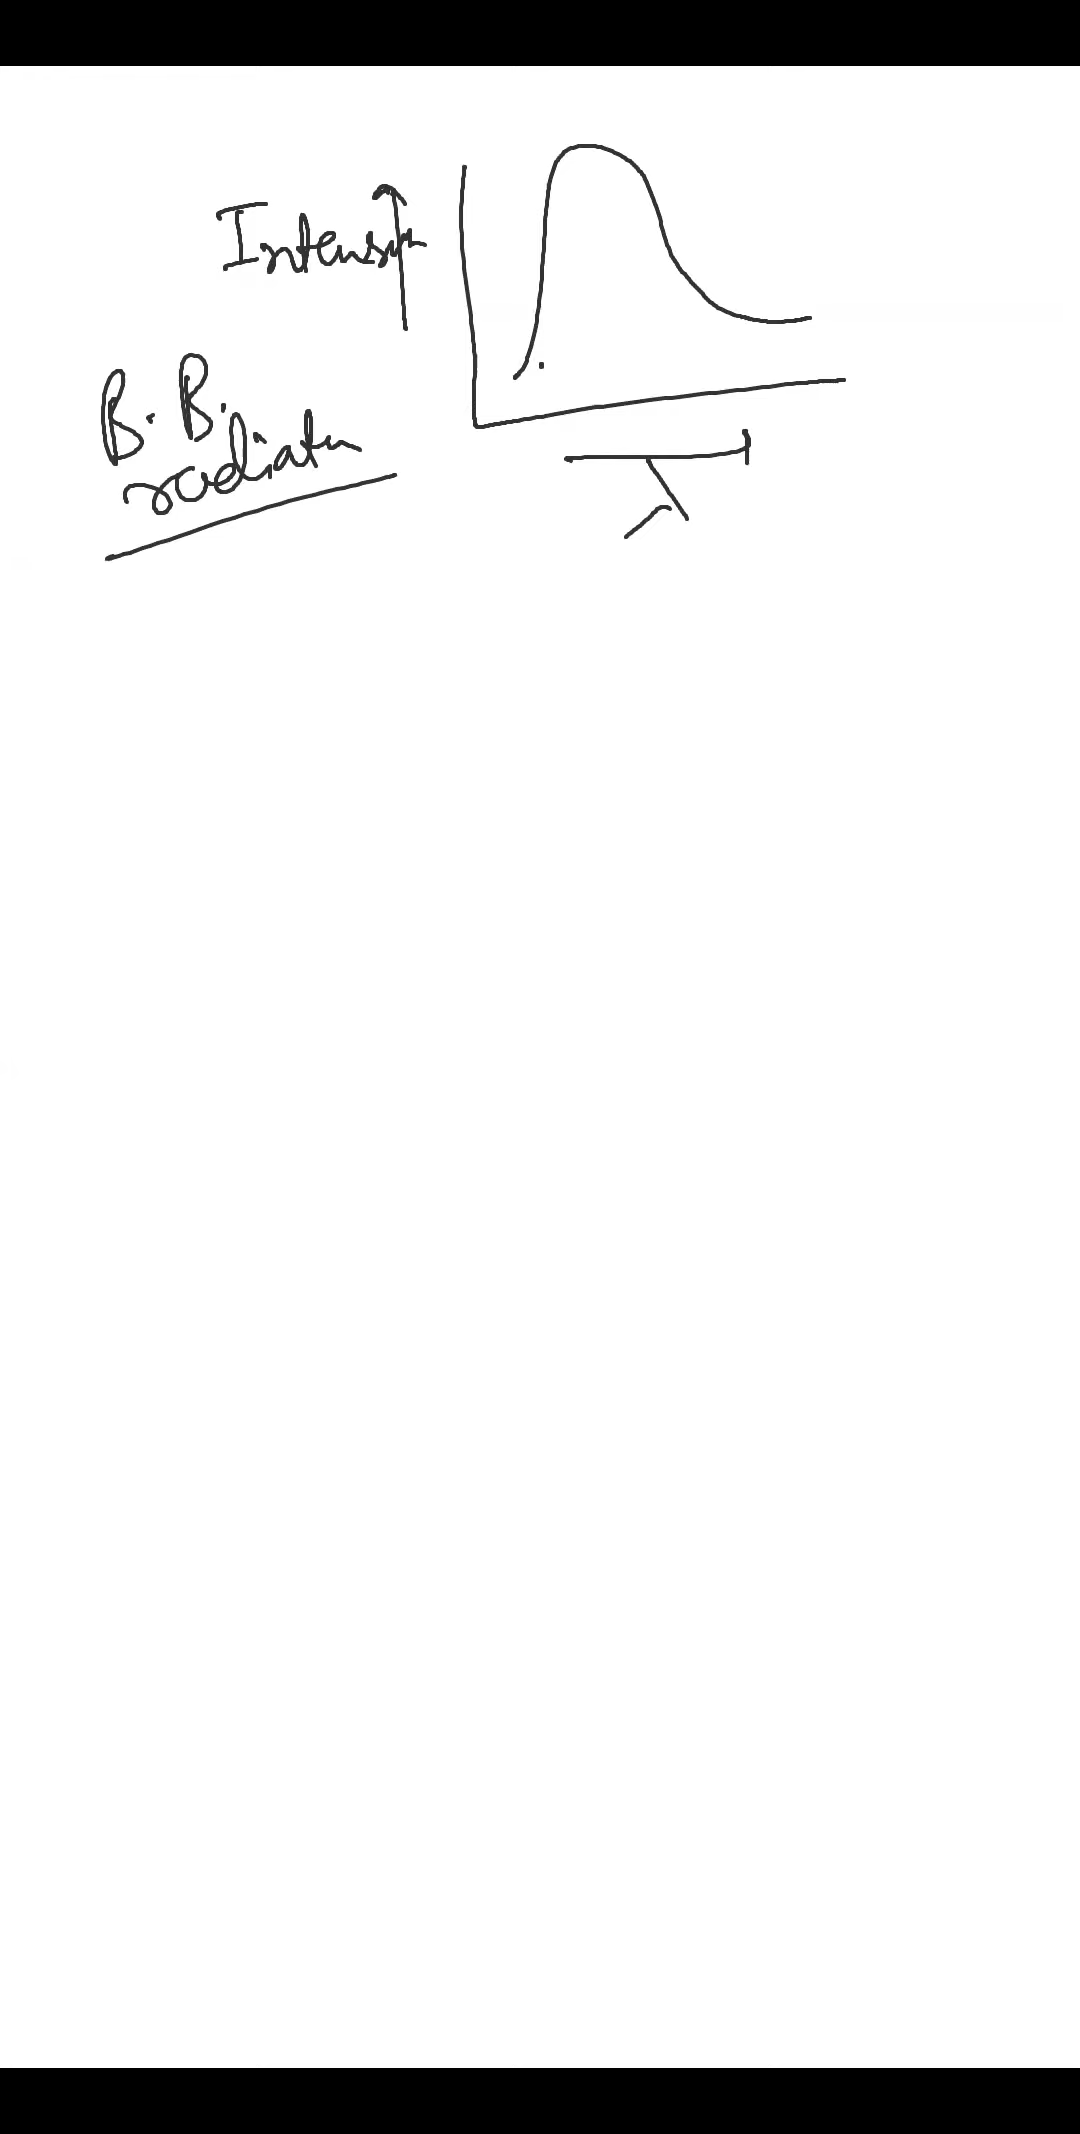 Intensity
B. B.
radiation
λ